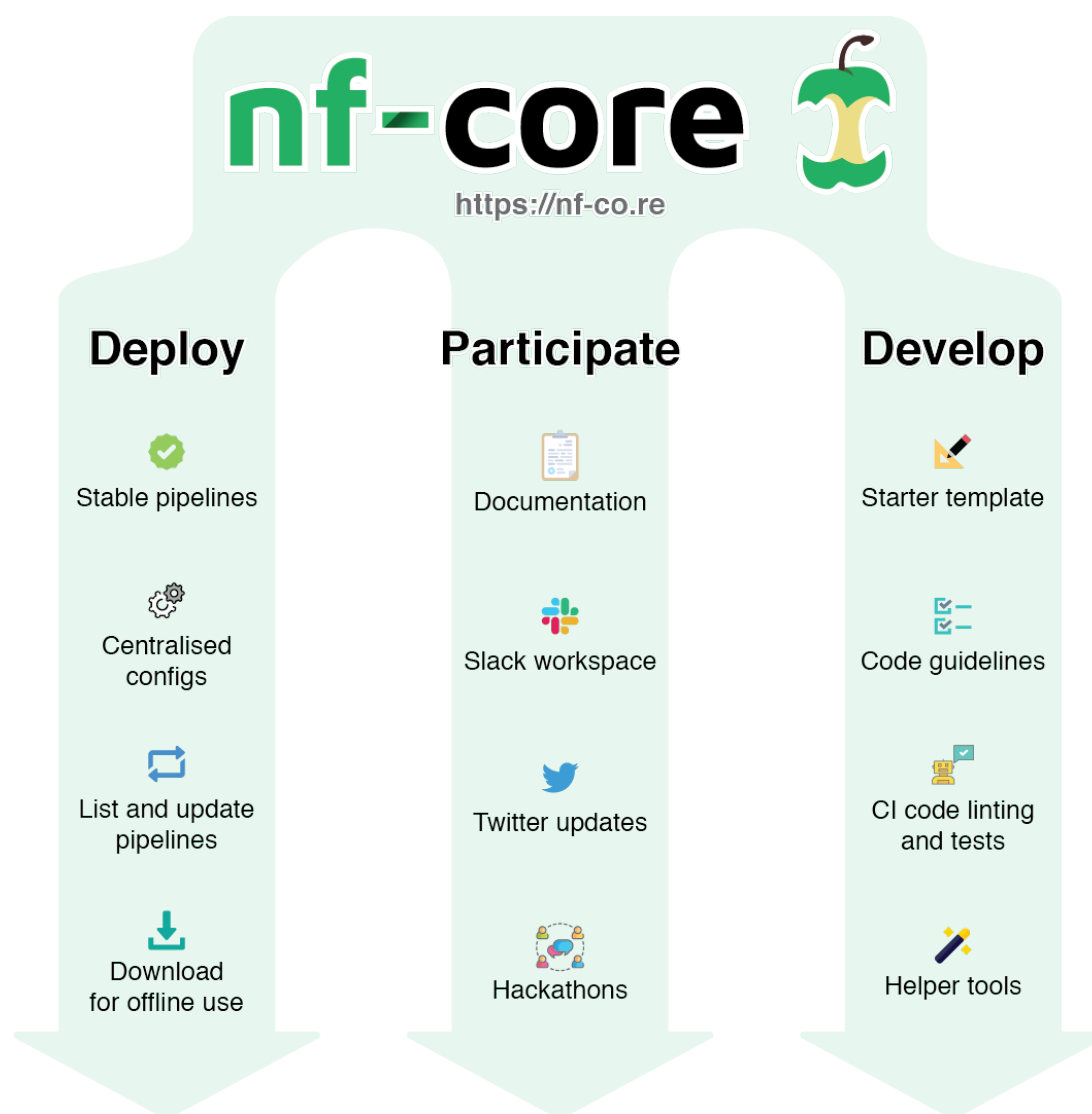 nf-core
https://nf-co.re
Deploy
Stable pipelines
Centralised
configs
List and update
pipelines
Download
for offline use
Participate
Documentation
Slack workspace
Twitter updates
Hackathons
Develop
Starter template
Code guidelines
CI code linting
and tests
Helper tools